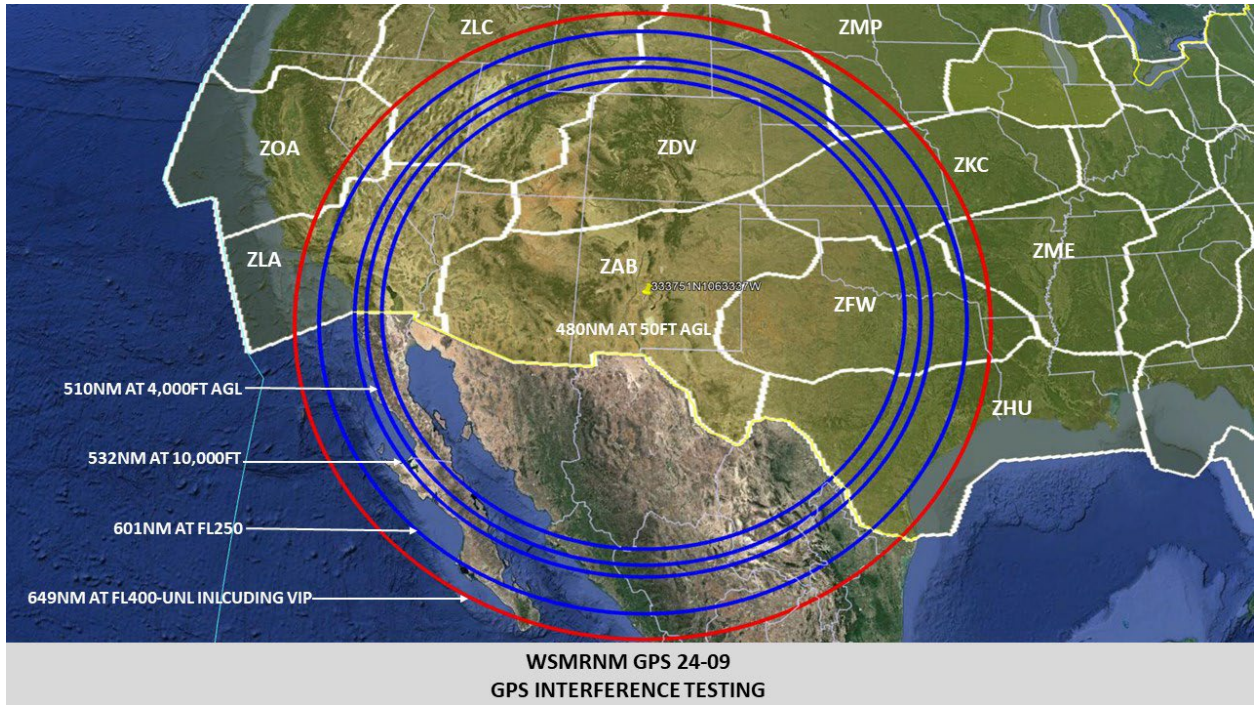 ZLC
ZMP
ZOA
ZDV
ZKC
ZLA
ZAB
ZME
333751N1063337W
ZFW
480NM AT 50FT AGL
510NM AT 4,000FT AGL
ZHU
532NM AT 10,000FT
601NM AT FL250
649NM AT FL400-UNL INLCUDING VIP
WSMRNM GPS 24-09
GPS INTERFERENCE TESTING